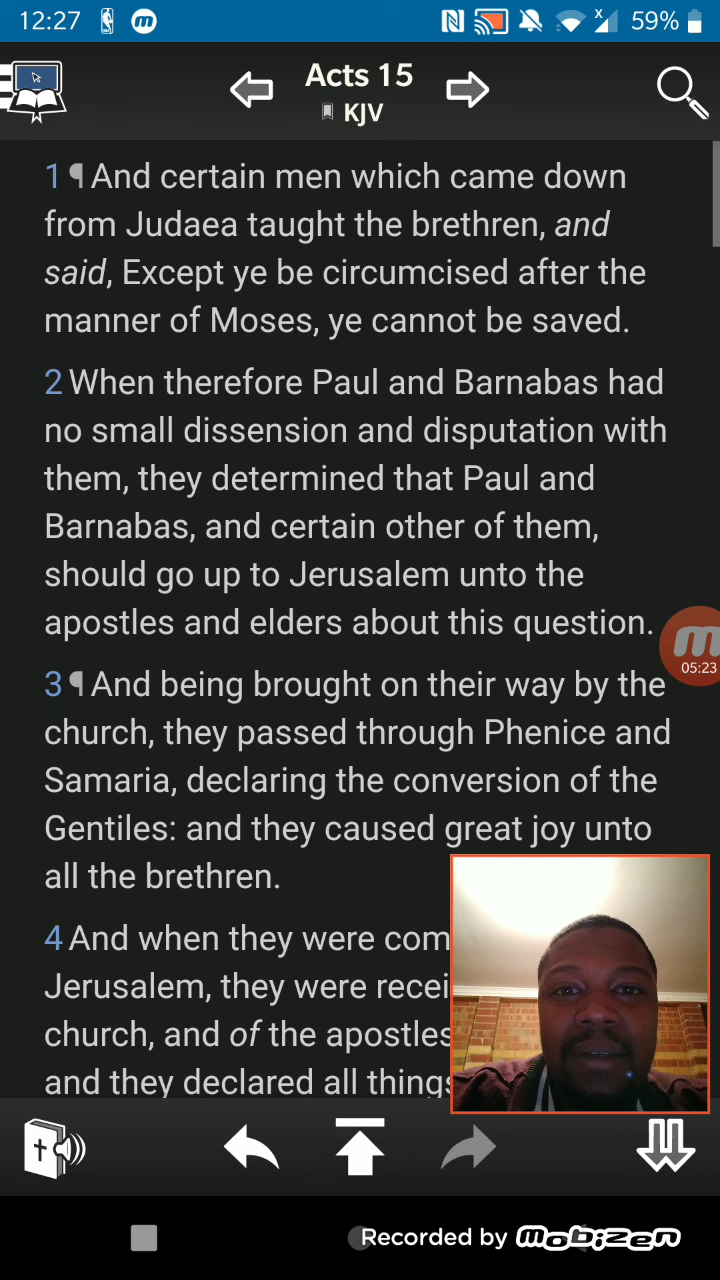 12:27
59%
Acts 15
KJV
1 ¶ And certain men which came down
from Judaea taught the brethren, and
said, Except ye be circumcised after the
manner of Moses, ye cannot be saved.
2 When therefore Paul and Barnabas had
no small dissension and disputation with
them, they determined that Paul and
Barnabas, and certain other of them,
should go up to Jerusalem unto the
apostles and elders about this question.
05:23
3 ¶ And being brought on their way by the
church, they passed through Phenice and
Samaria, declaring the conversion of the
Gentiles: and they caused great joy unto
all the brethren.
4 And when they were com
Jerusalem, they were recei
church, and of the apostles
and they declared all things
Recorded by mobizen